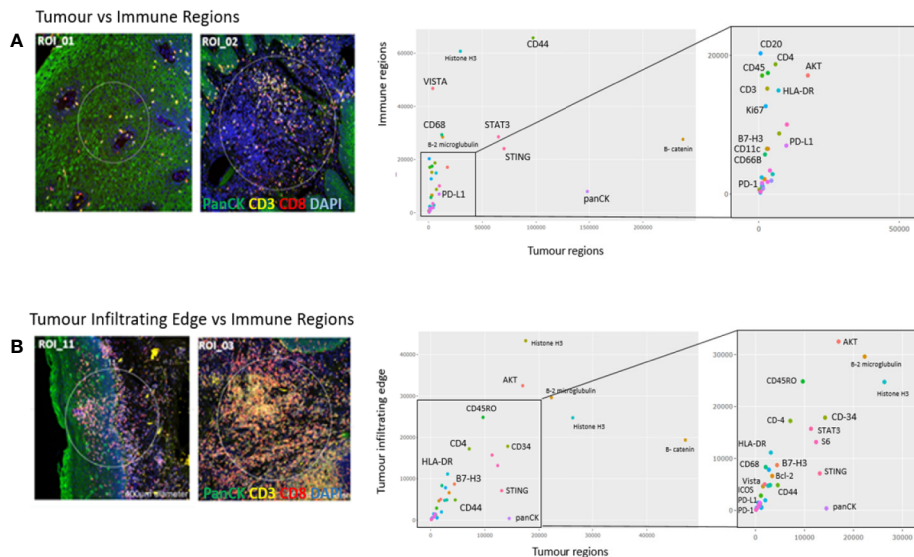 Tumour vs Immune Regions
A
ROI_01
ROI_02
PanCK CD3 CD8 DAPI
Immune regions
60000
40000
20000
0
Histone H3
CD44
VISTA
CD68
B-2 microglubulin
STAT3
STING
B- catenin
PD-L1
panCK
0
50000
100000
150000
200000
Tumour regions
20000
10000
0
CD20
CD4
CD45
AKT
CD3
HLA-DR
Ki67
B7-H3
CD11c
PD-L1
CD66B
PD-1
0
50000
Tumour Infiltrating Edge vs Immune Regions
B
ROI_11
ROI_03
PanCK CD3 CD8 DAPI
Tumour infiltrating edge
40000
30000
20000
10000
0
Histone H3
AKT
B-2 microglubulin
CD45RO
Histone H3
CD4
CD34
B- catenin
HLA-DR
B7-H3
STING
CD44
panCK
0
10000
20000
30000
40000
Tumour regions
30000
20000
10000
0
AKT
B-2 microglubulin
CD45RO
Histone H3
CD-4
CD-34
STAT3
S6
HLA-DR
CD68
B7-H3
Bcl-2
STING
Vista
ICOS
CD44
PD-L1
PD-1
panCK
0
10000
20000
30000